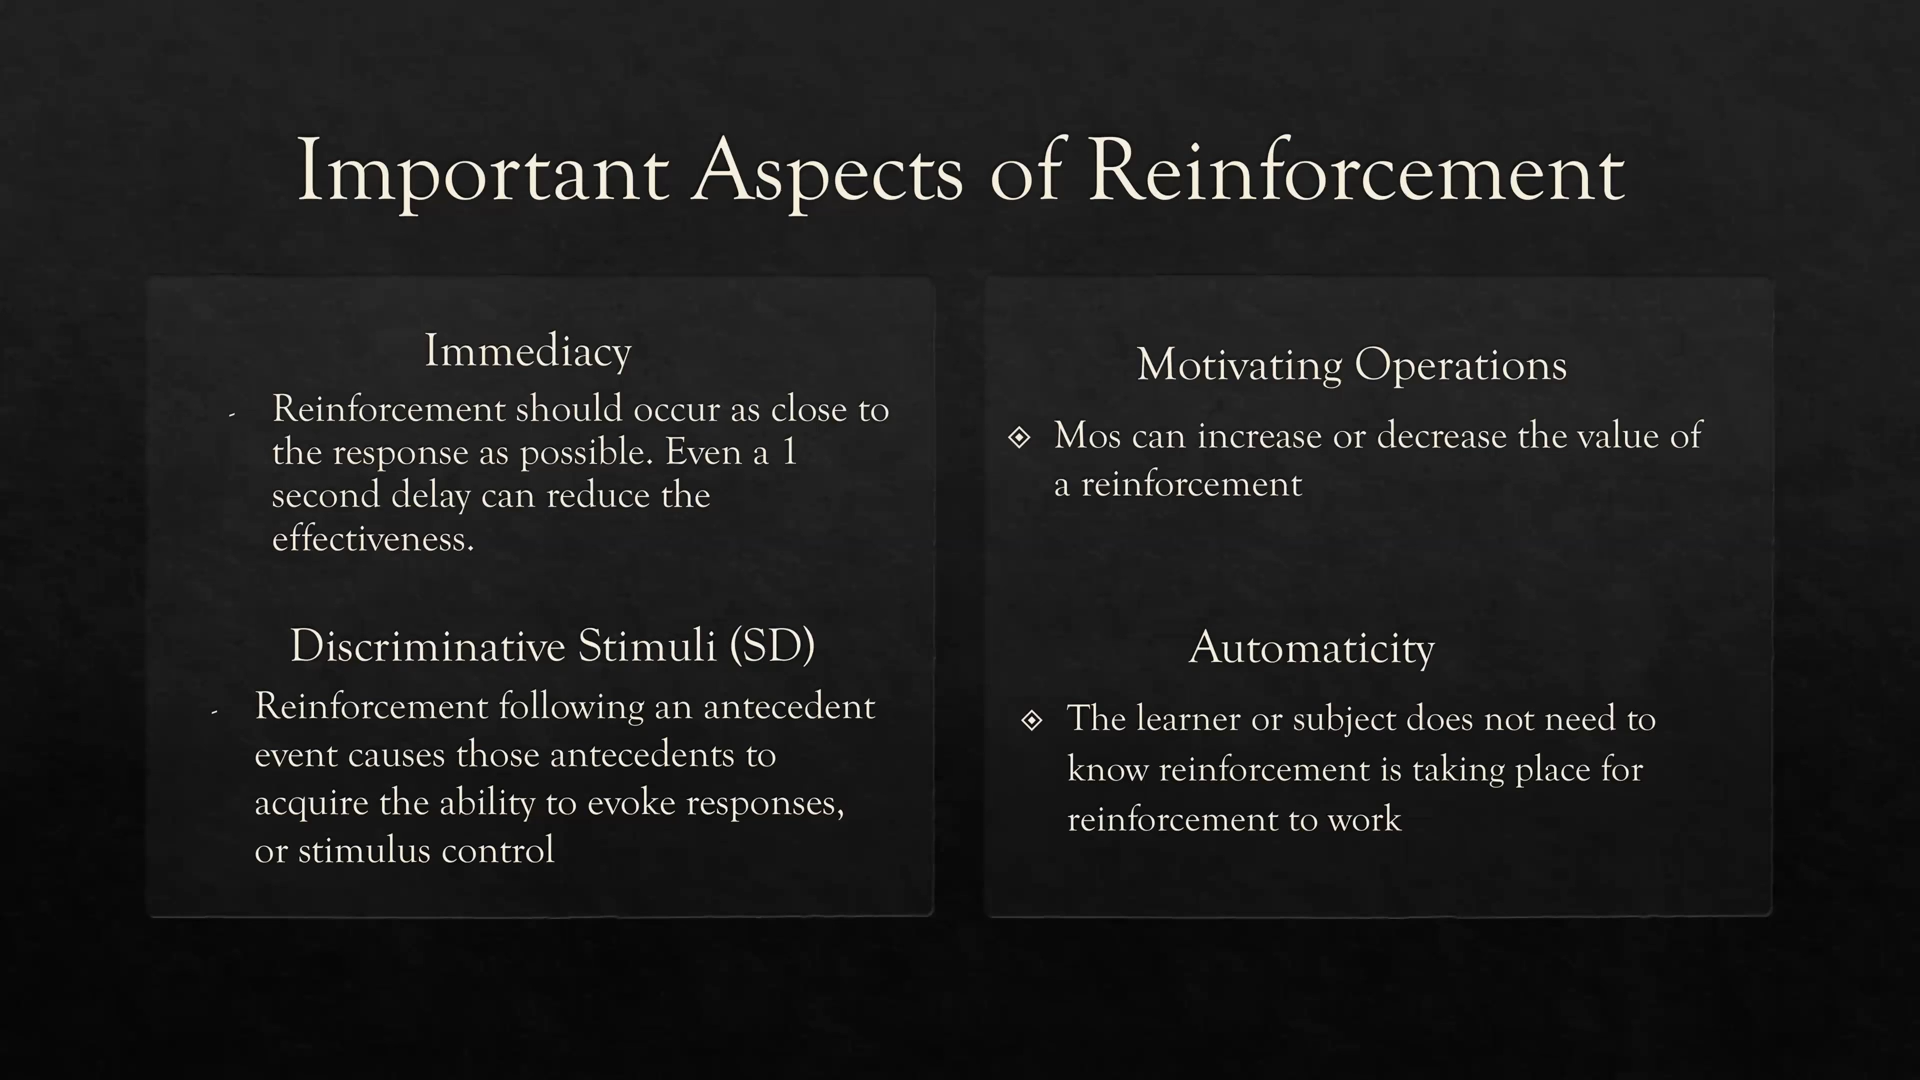 Important Aspects of Reinforcement
Immediacy
- Reinforcement should occur as close to
the response as possible. Even a 1
second delay can reduce the
effectiveness.
Discriminative Stimuli (SD)
- Reinforcement following an antecedent
event causes those antecedents to
acquire the ability to evoke responses,
or stimulus control
Motivating Operations
Mos can increase or decrease the value of
a reinforcement
Automaticity
The learner or subject does not need to
know reinforcement is taking place for
reinforcement to work